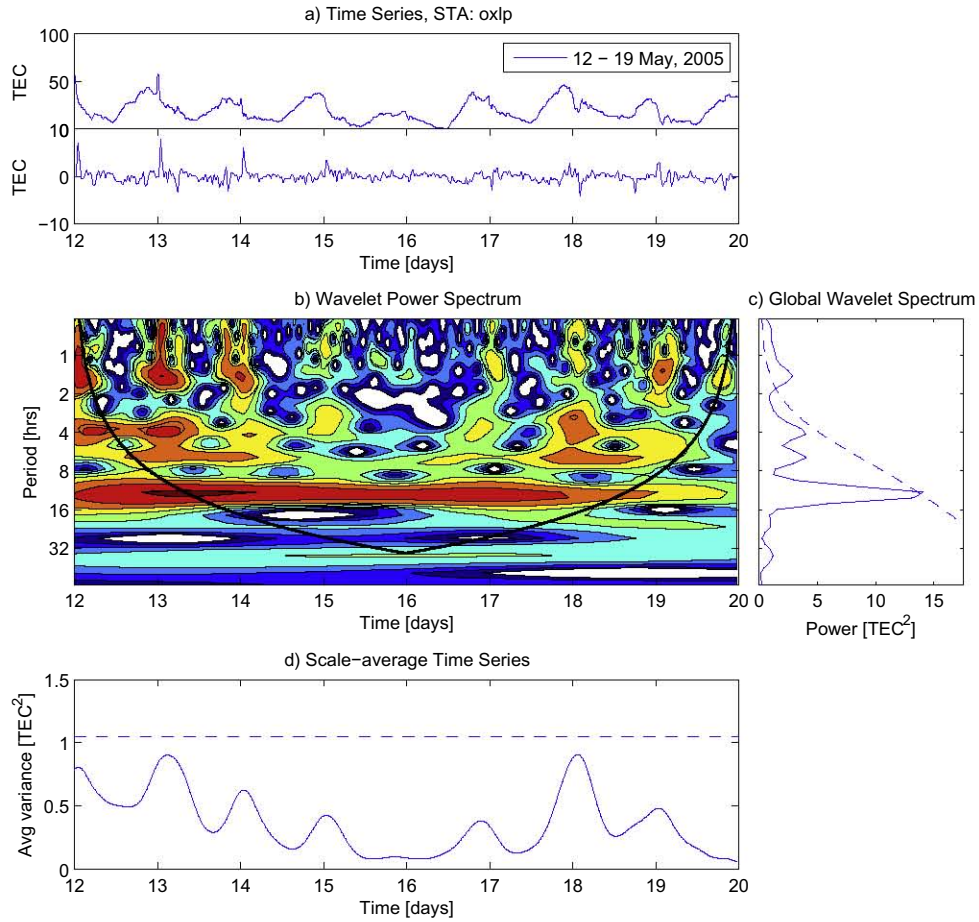 a) Time Series, STA: oxlp
100
50
10
0
TEC
12 − 19 May, 2005
0
−10
TEC
12 13 14 15 16 17 18 19 20
Time [days]
b) Wavelet Power Spectrum
1
2
4
8
16
32
Period [hrs]
12 13 14 15 16 17 18 19 20
Time [days]
c) Global Wavelet Spectrum
0 5 10 15
Power [TEC²]
d) Scale−average Time Series
1.5
1
0.5
0
Avg variance [TEC²]
12 13 14 15 16 17 18 19 20
Time [days]